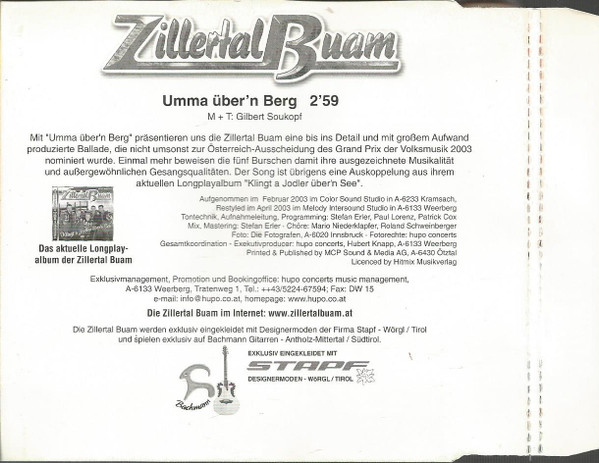 Zillertal Buam
Umma über'n Berg 2'59
M + T: Gilbert Soukopf
Mit "Umma über'n Berg" präsentieren uns die Zillertal Buam eine bis ins Detail und mit großem Aufwand
produzierte Ballade, die nicht umsonst zur Österreich-Ausscheidung des Grand Prix der Volksmusik 2003
nominiert wurde. Einmal mehr beweisen die fünf Burschen damit ihre ausgezeichnete Musikalität
und außergewöhnlichen Gesangsqualitäten. Der Song ist übrigens eine Auskoppelung aus ihrem
aktuellen Longplayalbum "Klingt a Jodler über'n See".
Zillertal Buam
Das aktuelle Longplay-
album der Zillertal Buam
Aufgenommen im Februar 2003 im Color Sound Studio in A-6233 Kramsach,
Restyled im April 2003 im Melody Intersound Studio in A-6133 Weerberg
Tontechnik, Aufnahmeleitung, Programming: Stefan Erler, Paul Lorenz, Patrick Cox
Mix, Mastering: Stefan Erler - Chöre: Mario Niederklapfer, Roland Schweinberger
Foto: Die Fotografen, A-6020 Innsbruck - Fotorechte: hupo concerts
Gesamtkoordination - Exekutivproducer: hupo concerts, Hubert Knapp, A-6133 Weerberg
Printed & Published by MCP Sound & Media AG, A-6430 Ötztal
Licenced by Hitmix Musikverlag
Exklusivmanagement, Promotion und Bookingoffice: hupo concerts music management,
A-6133 Weerberg, Tratenweg 1, Tel.: ++43/5224-67594; Fax: DW 15
e-mail: info@hupo.co.at, homepage: www.hupo.co.at
Die Zillertal Buam im Internet: www.zillertalbuam.at
Die Zillertal Buam werden exklusiv eingekleidet mit Designermoden der Firma Stapf - Wörgl / Tirol
und spielen exklusiv auf Bachmann Gitarren - Antholz-Mittertal / Südtirol.
Bachmann
EXKLUSIV EINGEKLEIDET MIT
STAPF
DESIGNERMODEN - WöRGL / TIROL